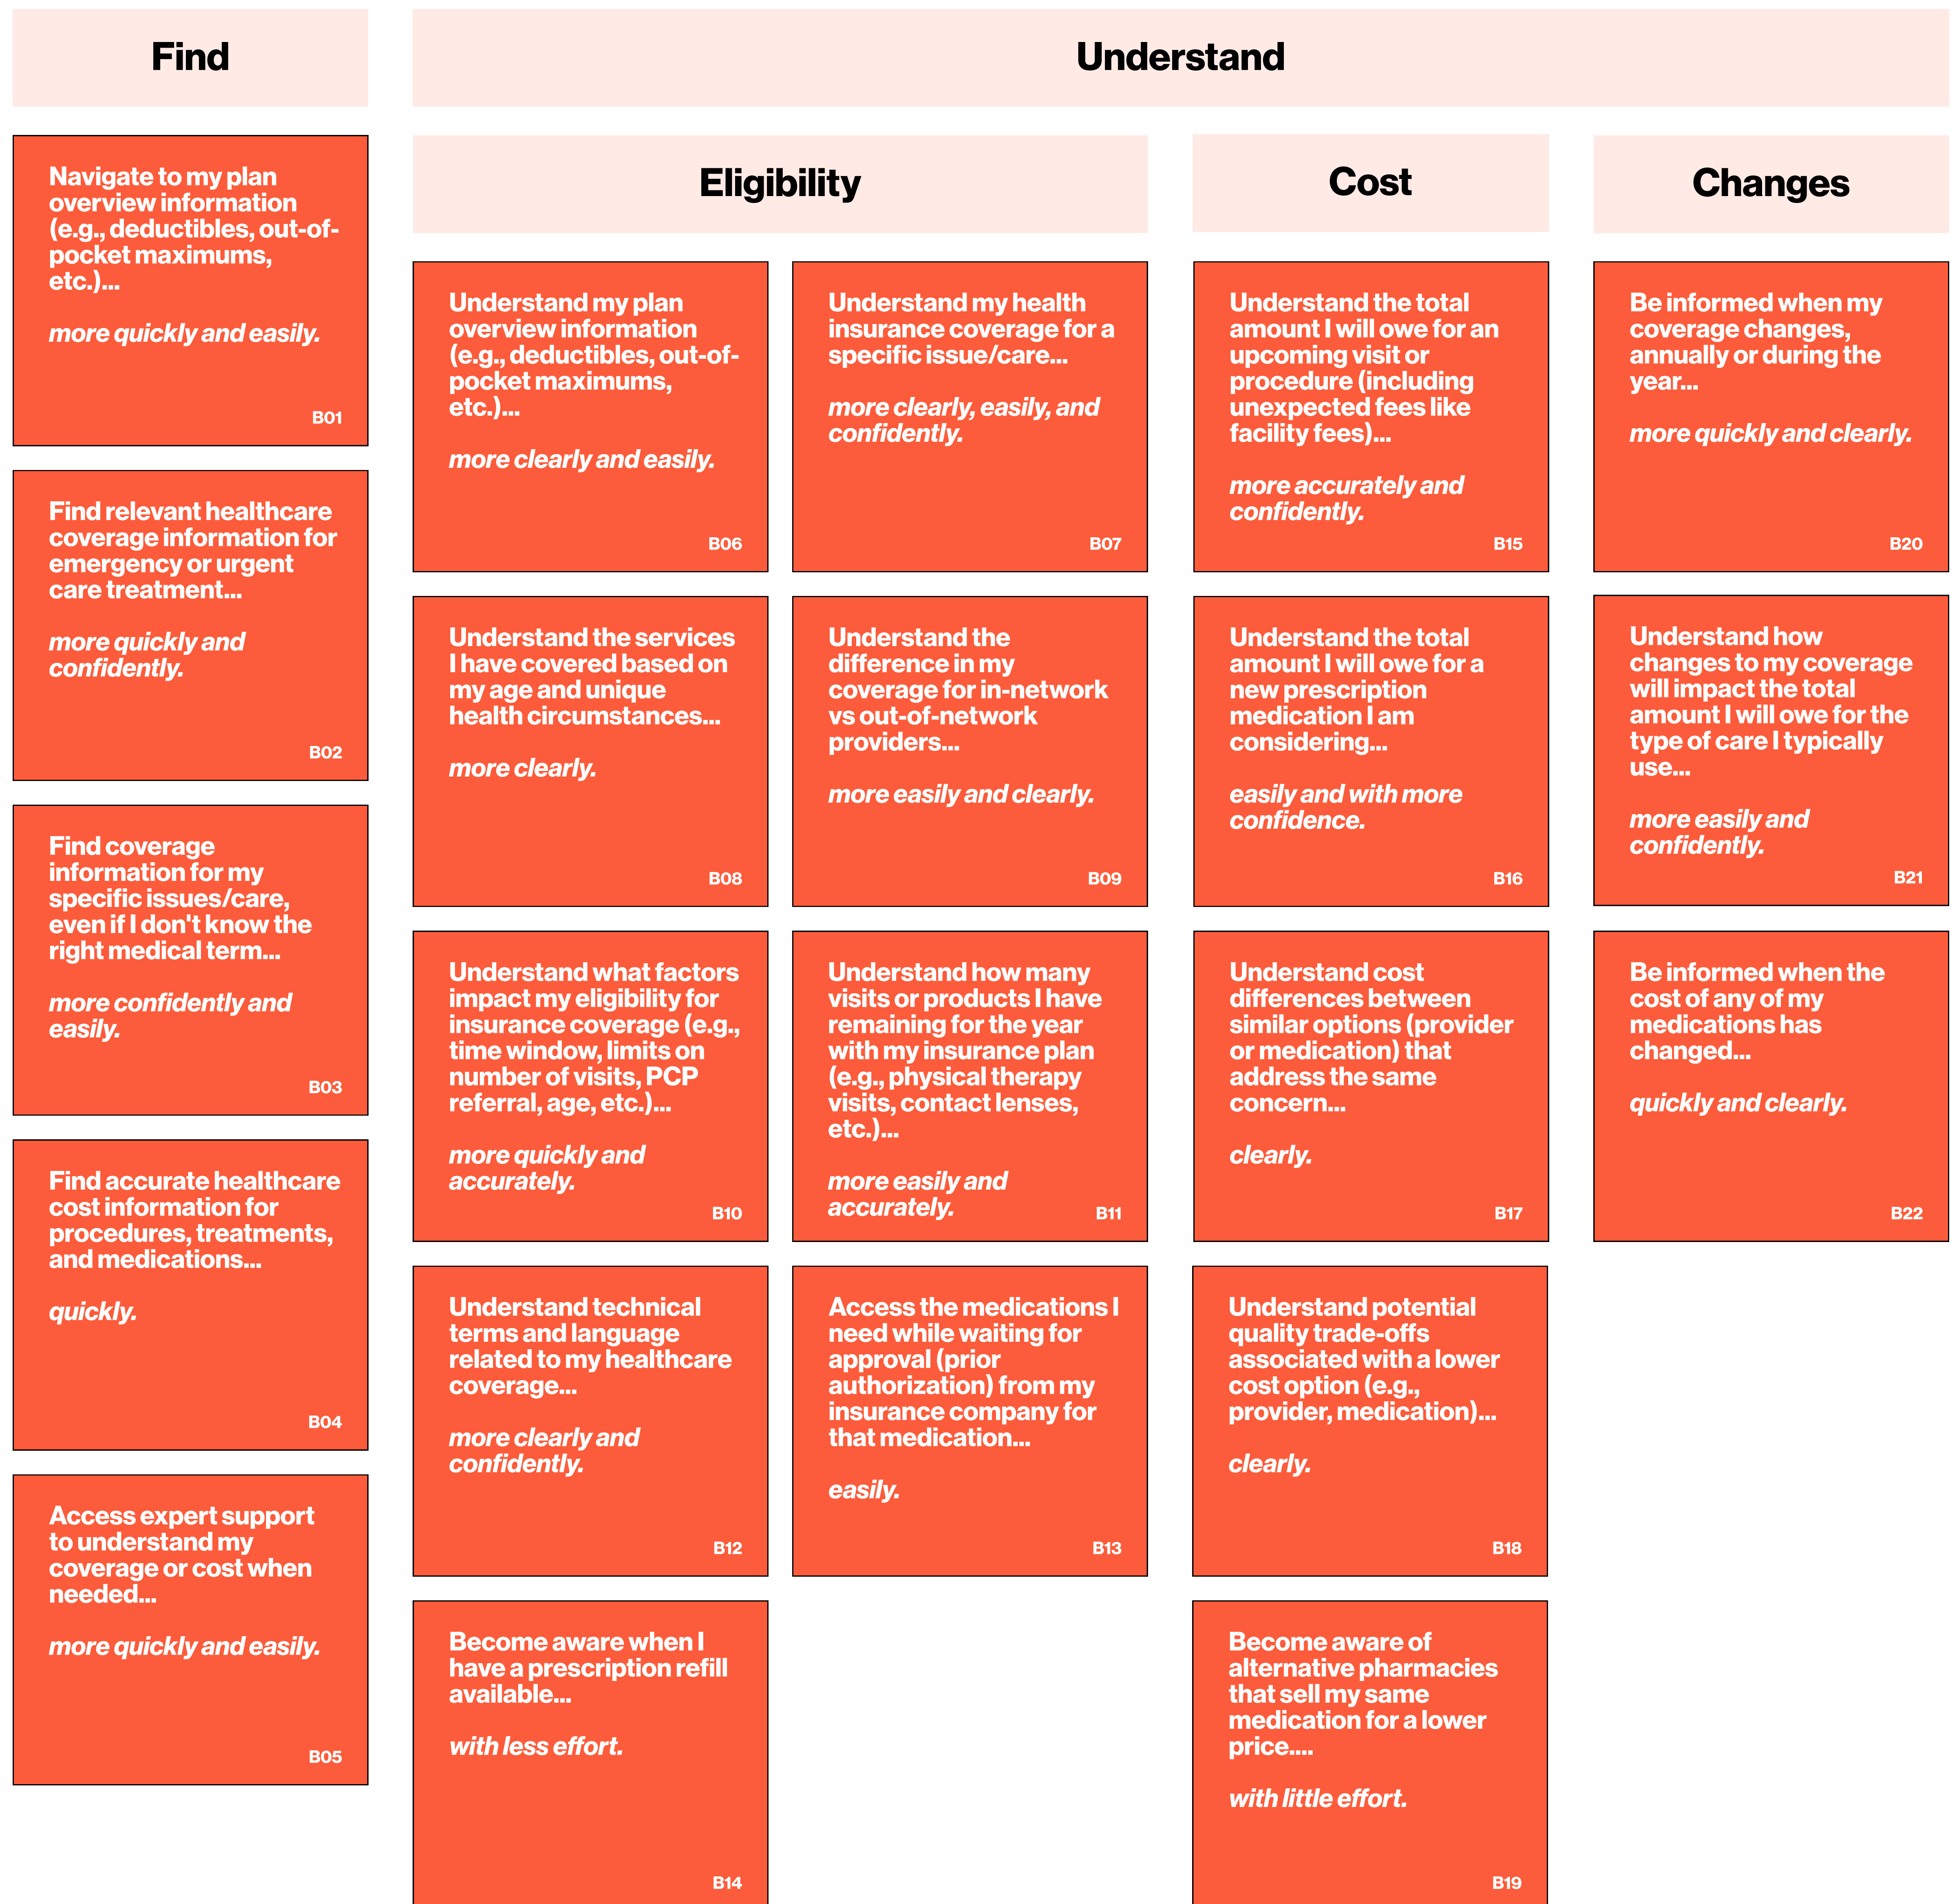 Find
Navigate to my plan
overview information
(e.g., deductibles, out-of-
pocket maximums,
etc.)...
more quickly and easily.
B01
Find relevant healthcare
coverage information for
emergency or urgent
care treatment...
more quickly and
confidently.
B02
Find coverage
information for my
specific issues/care,
even if I don't know the
right medical term...
more confidently and
easily.
B03
Find accurate healthcare
cost information for
procedures, treatments,
and medications...
quickly.
B04
Access expert support
to understand my
coverage or cost when
needed...
more quickly and easily.
B05
Understand
Eligibility
Understand my plan
overview information
(e.g., deductibles, out-of-
pocket maximums,
etc.)...
more clearly and easily.
B06
Understand my health
insurance coverage for a
specific issue/care...
more clearly, easily, and
confidently.
B07
Understand the services
I have covered based on
my age and unique
health circumstances...
more clearly.
B08
Understand the
difference in my
coverage for in-network
vs out-of-network
providers...
more easily and clearly.
B09
Understand what factors
impact my eligibility for
insurance coverage (e.g.,
time window, limits on
number of visits, PCP
referral, age, etc.)...
more quickly and
accurately.
B10
Understand how many
visits or products I have
remaining for the year
with my insurance plan
(e.g., physical therapy
visits, contact lenses,
etc.)...
more easily and
accurately.
B11
Understand technical
terms and language
related to my healthcare
coverage...
more clearly and
confidently.
B12
Access the medications I
need while waiting for
approval (prior
authorization) from my
insurance company for
that medication...
easily.
B13
Become aware when I
have a prescription refill
available...
with less effort.
B14
Cost
Understand the total
amount I will owe for an
upcoming visit or
procedure (including
unexpected fees like
facility fees)...
more accurately and
confidently.
B15
Understand the total
amount I will owe for a
new prescription
medication I am
considering...
easily and with more
confidence.
B16
Understand cost
differences between
similar options (provider
or medication) that
address the same
concern...
clearly.
B17
Understand potential
quality trade-offs
associated with a lower
cost option (e.g.,
provider, medication)...
clearly.
B18
Become aware of
alternative pharmacies
that sell my same
medication for a lower
price....
with little effort.
B19
Changes
Be informed when my
coverage changes,
annually or during the
year...
more quickly and clearly.
B20
Understand how
changes to my coverage
will impact the total
amount I will owe for the
type of care I typically
use...
more easily and
confidently.
B21
Be informed when the
cost of any of my
medications has
changed...
quickly and clearly.
B22